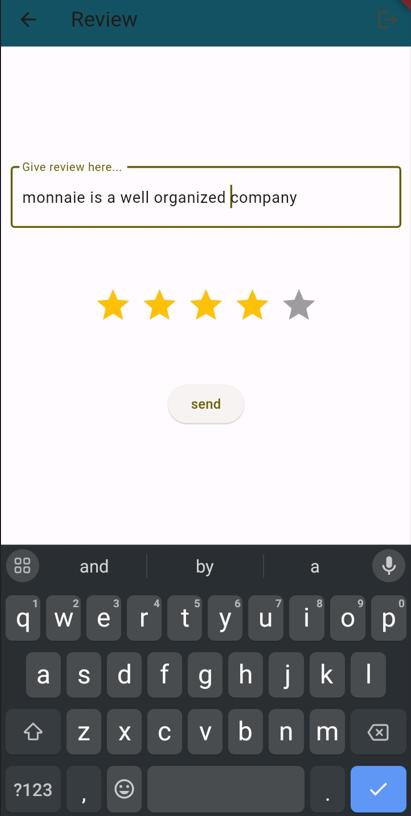 Review
Give review here...
monnaie is a well organized company
send
and by a
1 2 3 4 5 6 7 8 9 0
q w e r t y u i o p
a s d f g h j k l
z x c v b n m
?123 , .